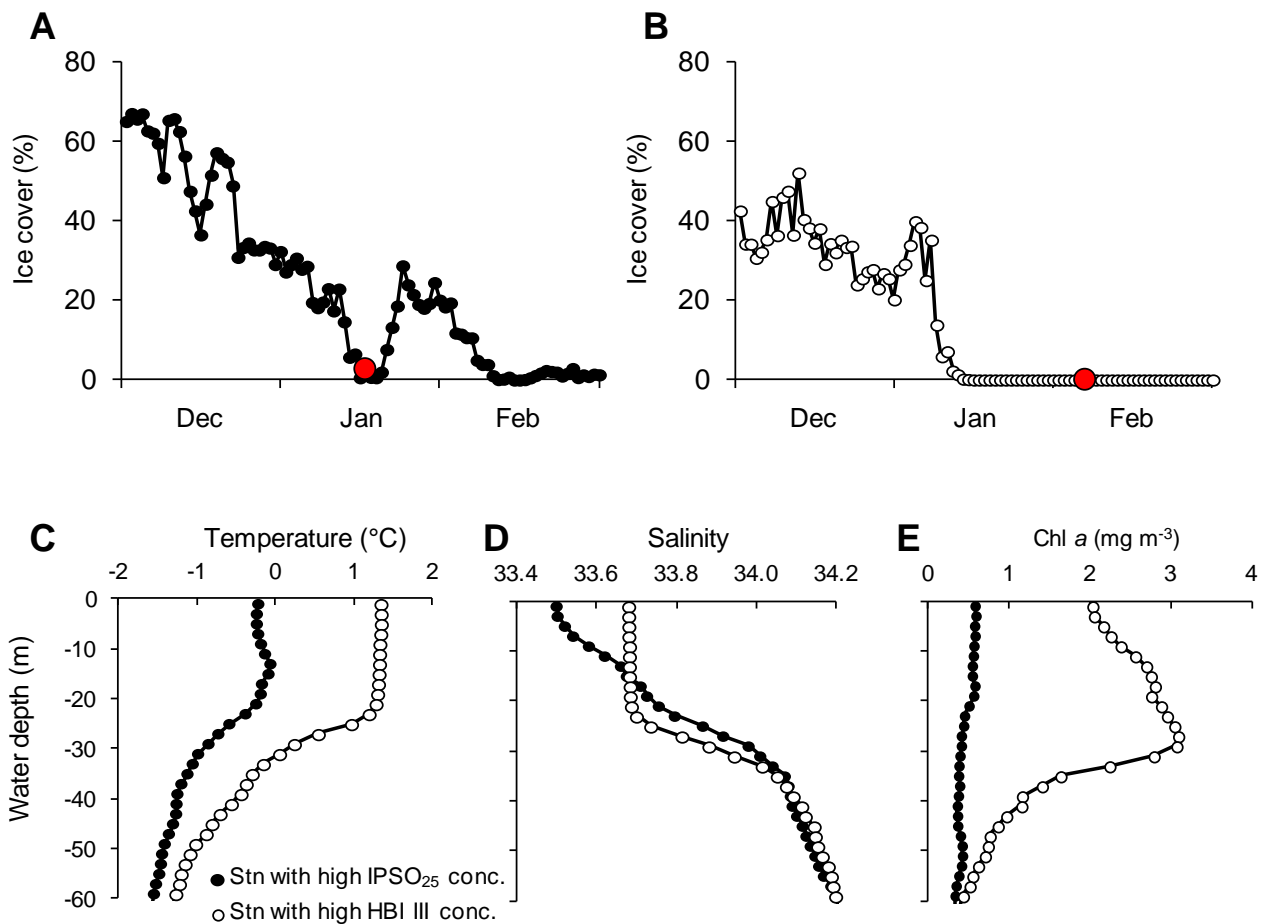 A
B
80
60
40
20
0
Ice cover (%)
Dec
Jan
Feb
80
60
40
20
0
Ice cover (%)
Dec
Jan
Feb
C
Temperature (°C)
-2 -1 0 1 2
0
-10
-20
-30
-40
-50
-60
Water depth (m)
Stn with high IPSO₂₅ conc.
Stn with high HBI III conc.
D
Salinity
33.4 33.6 33.8 34.0 34.2
E
Chl a (mg m⁻³)
0 1 2 3 4